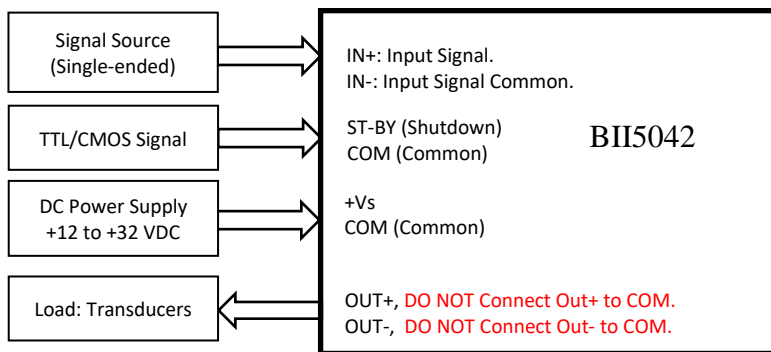 Signal Source
(Single-ended)
IN+: Input Signal.
IN-: Input Signal Common.
TTL/CMOS Signal
ST-BY (Shutdown)
COM (Common)
BII5042
DC Power Supply
+12 to +32 VDC
+Vs
COM (Common)
Load: Transducers
OUT+, DO NOT Connect Out+ to COM.
OUT-, DO NOT Connect Out- to COM.